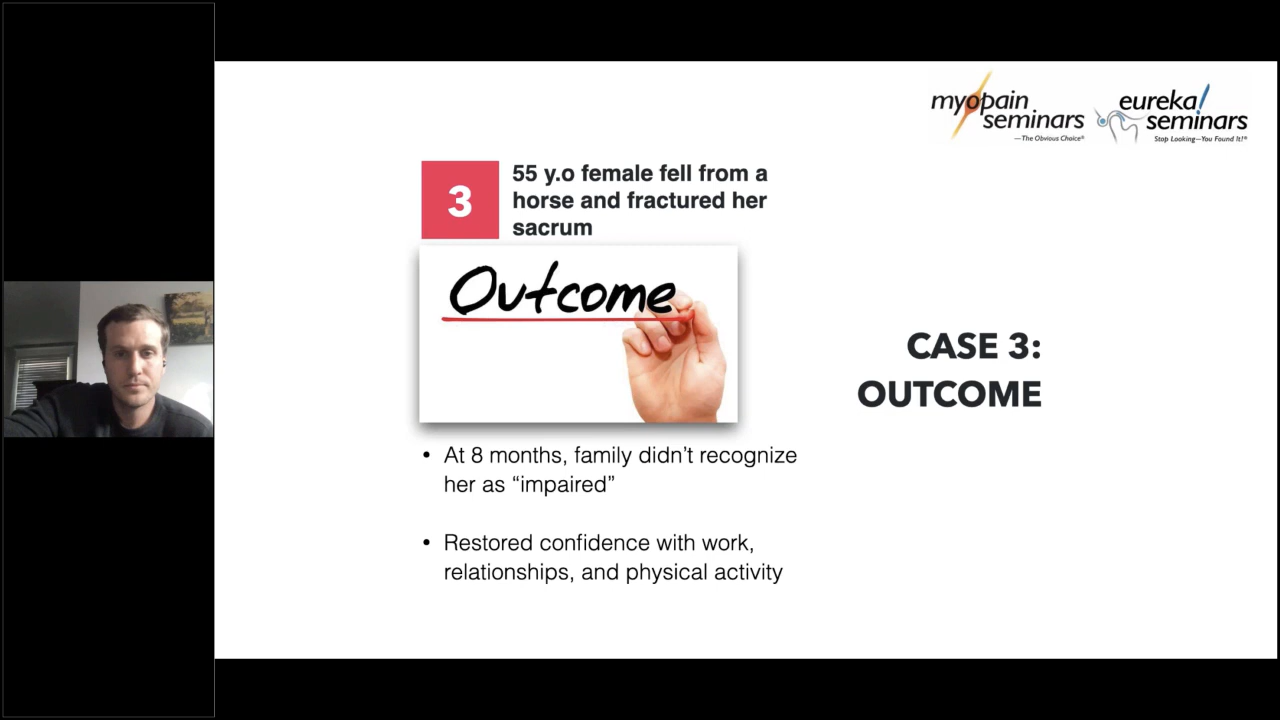 myopain
seminars
—The Obvious Choice®
eureka!
seminars
Stop Looking—You Found It!®
3
55 y.o female fell from a
horse and fractured her
sacrum
Outcome
CASE 3:
OUTCOME
• At 8 months, family didn’t recognize
her as “impaired”
• Restored confidence with work,
relationships, and physical activity